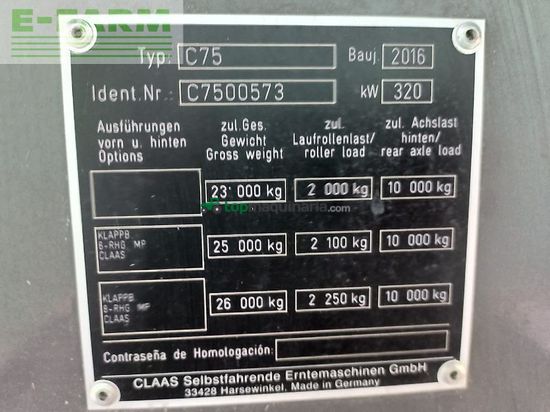 E-FARM
Typ: C75 Bauj. 2016
Ident.Nr.: C7500573 kW 320
Ausführungen vorn u. hinten Options
zul.Ges. Gewicht Gross weight
zul. Laufrollenlast/ roller load
zul. Achslast hinten/ rear axle load
23 000 kg 2 000 kg 10 000 kg
topmaquinaria.com
KLAPPB
6-RHG MP
CLAAS
25 000 kg 2 100 kg 10 000 kg
KLAPPB
8-RHG MP
CLAAS
26 000 kg 2 250 kg 10 000 kg
Contraseña de Homologación:
CLAAS Selbstfahrende Erntemaschinen GmbH
33428 Harsewinkel, Made in Germany